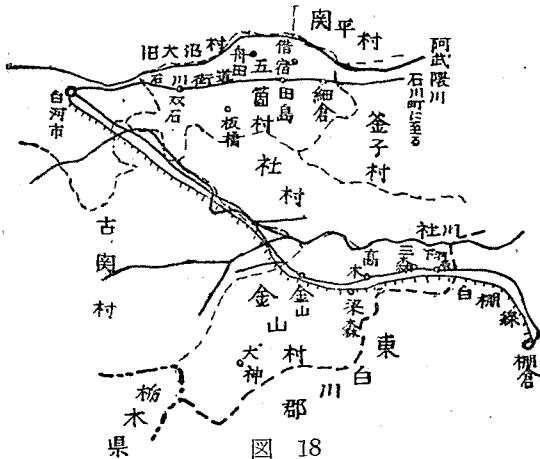 関平村
旧大沼村
舟田
借宿
五箇村
石川街道
双石
田島
細倉
板橋
阿武隈川
石川町に至る
白河市
釜子村
社村
古関村
社川
高木
三森
金山
梁森
白棚線
棚倉
金山村
大神
東白川郡
栃木県
図 18